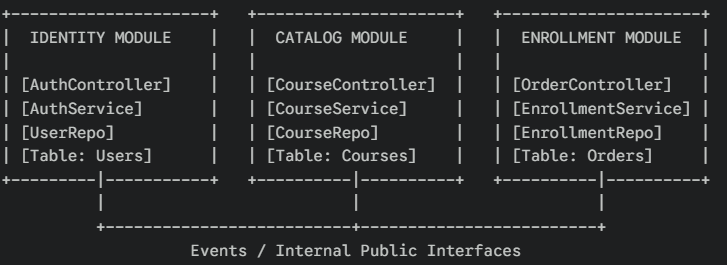 IDENTITY MODULE CATALOG MODULE ENROLLMENT MODULE
[AuthController] [CourseController] [OrderController]
[AuthService] [CourseService] [EnrollmentService]
[UserRepo] [CourseRepo] [EnrollmentRepo]
[Table: Users] [Table: Courses] [Table: Orders]
Events / Internal Public Interfaces